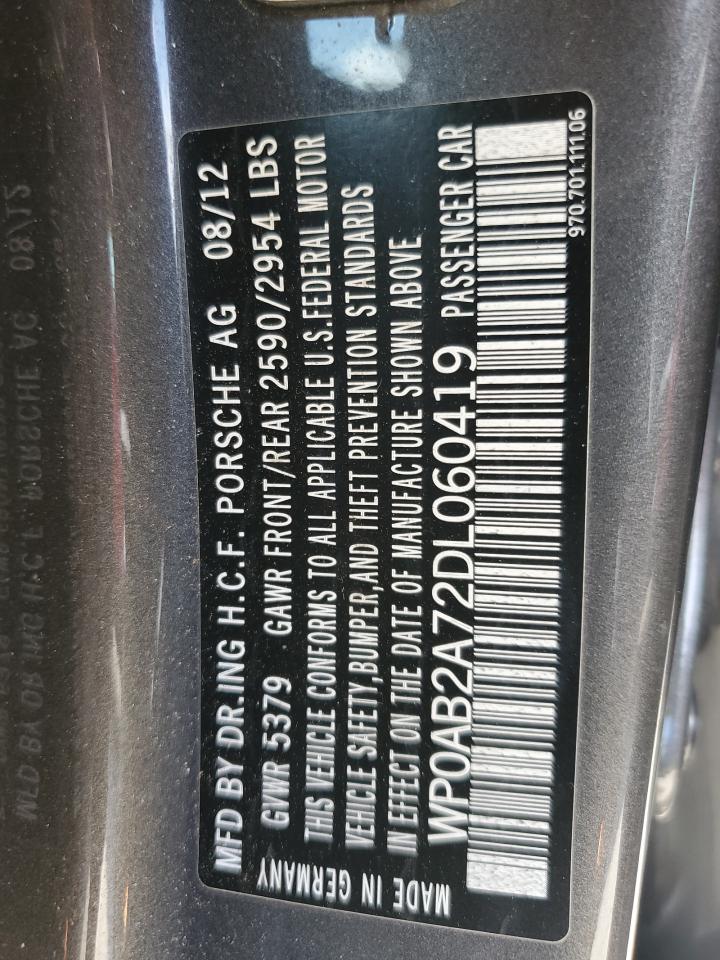 MFD BY DR.ING H.C.F. PORSCHE AG 08/12
GVWR 5379 GAWR FRONT/REAR 2590/2954 LBS
THIS VEHICLE CONFORMS TO ALL APPLICABLE U.S.FEDERAL MOTOR
VEHICLE SAFETY,BUMPER,AND THEFT PREVENTION STANDARDS
IN EFFECT ON THE DATE OF MANUFACTURE SHOWN ABOVE
WP0AB2A72DL060419 PASSENGER CAR
MADE IN GERMANY
970.701.111.06